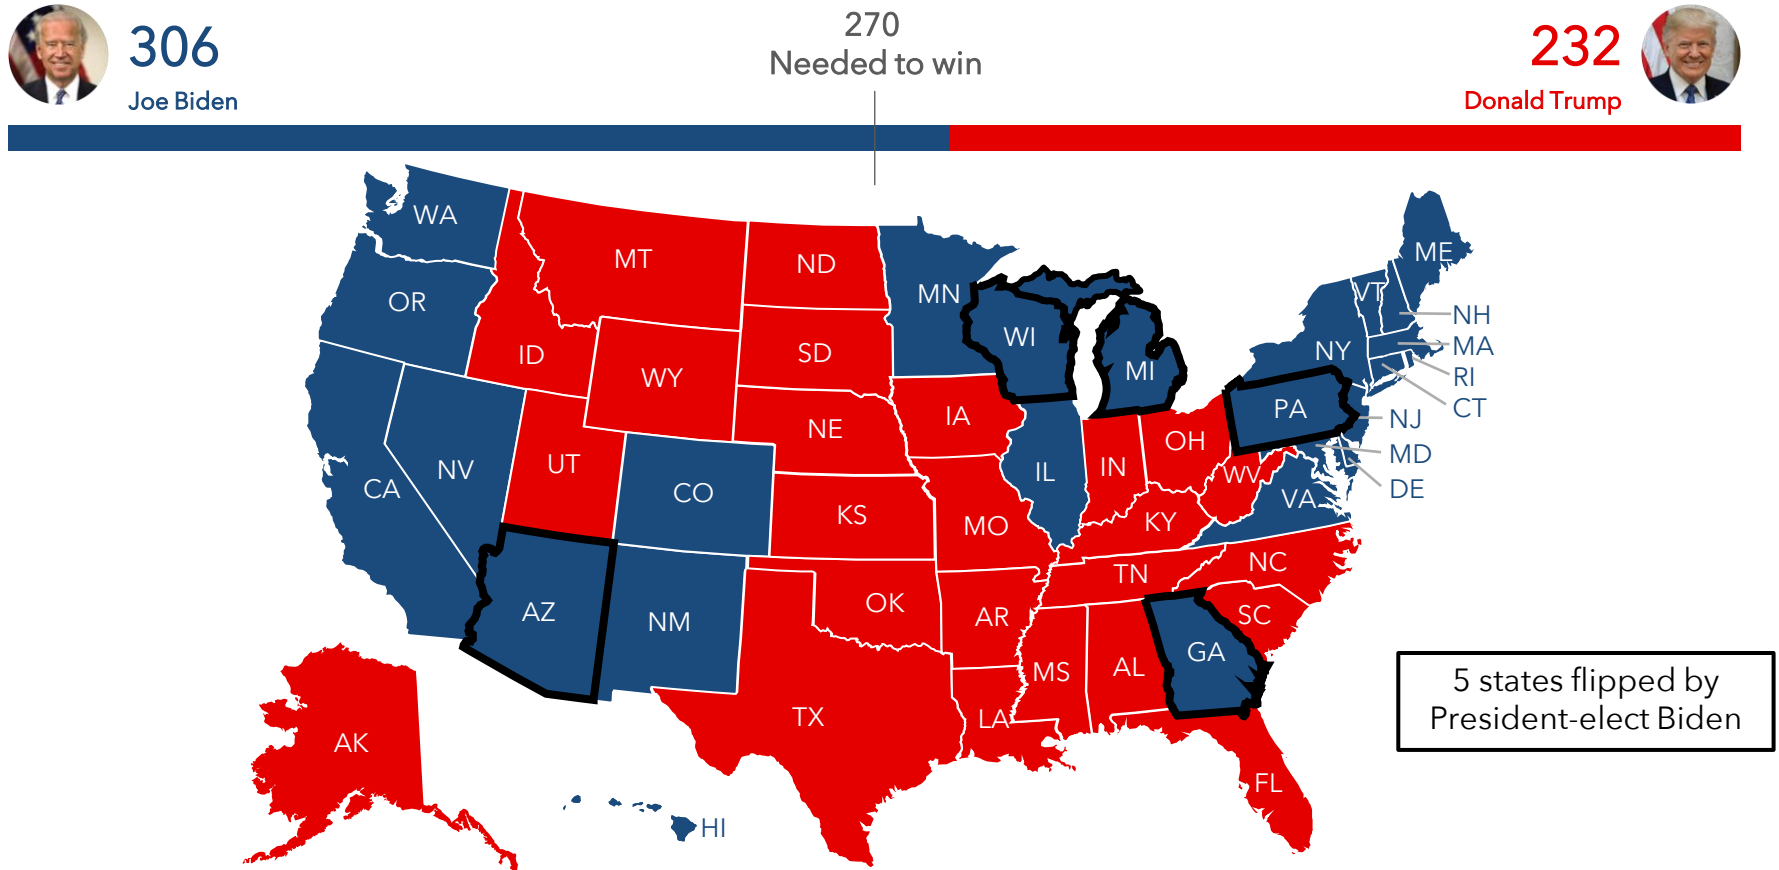 306
Joe Biden
270
Needed to win
232
Donald Trump
WA
MT
ND
MN
ME
VT
NH
OR
ID
SD
WI
MI
NY
MA
RI
WY
CT
IA
PA
NJ
NE
OH
MD
NV
UT
CO
IL
IN
WV
DE
CA
VA
KS
MO
KY
NC
TN
AZ
NM
OK
AR
SC
GA
MS
AL
5 states flipped by
President-elect Biden
TX
LA
AK
FL
HI